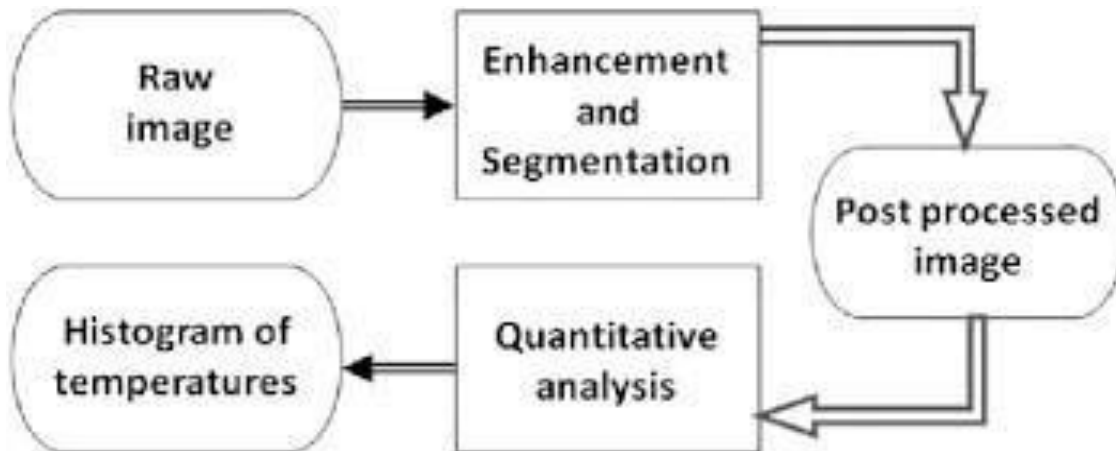 Raw
image
Enhancement
and
Segmentation
Post processed
image
Quantitative
analysis
Histogram of
temperatures